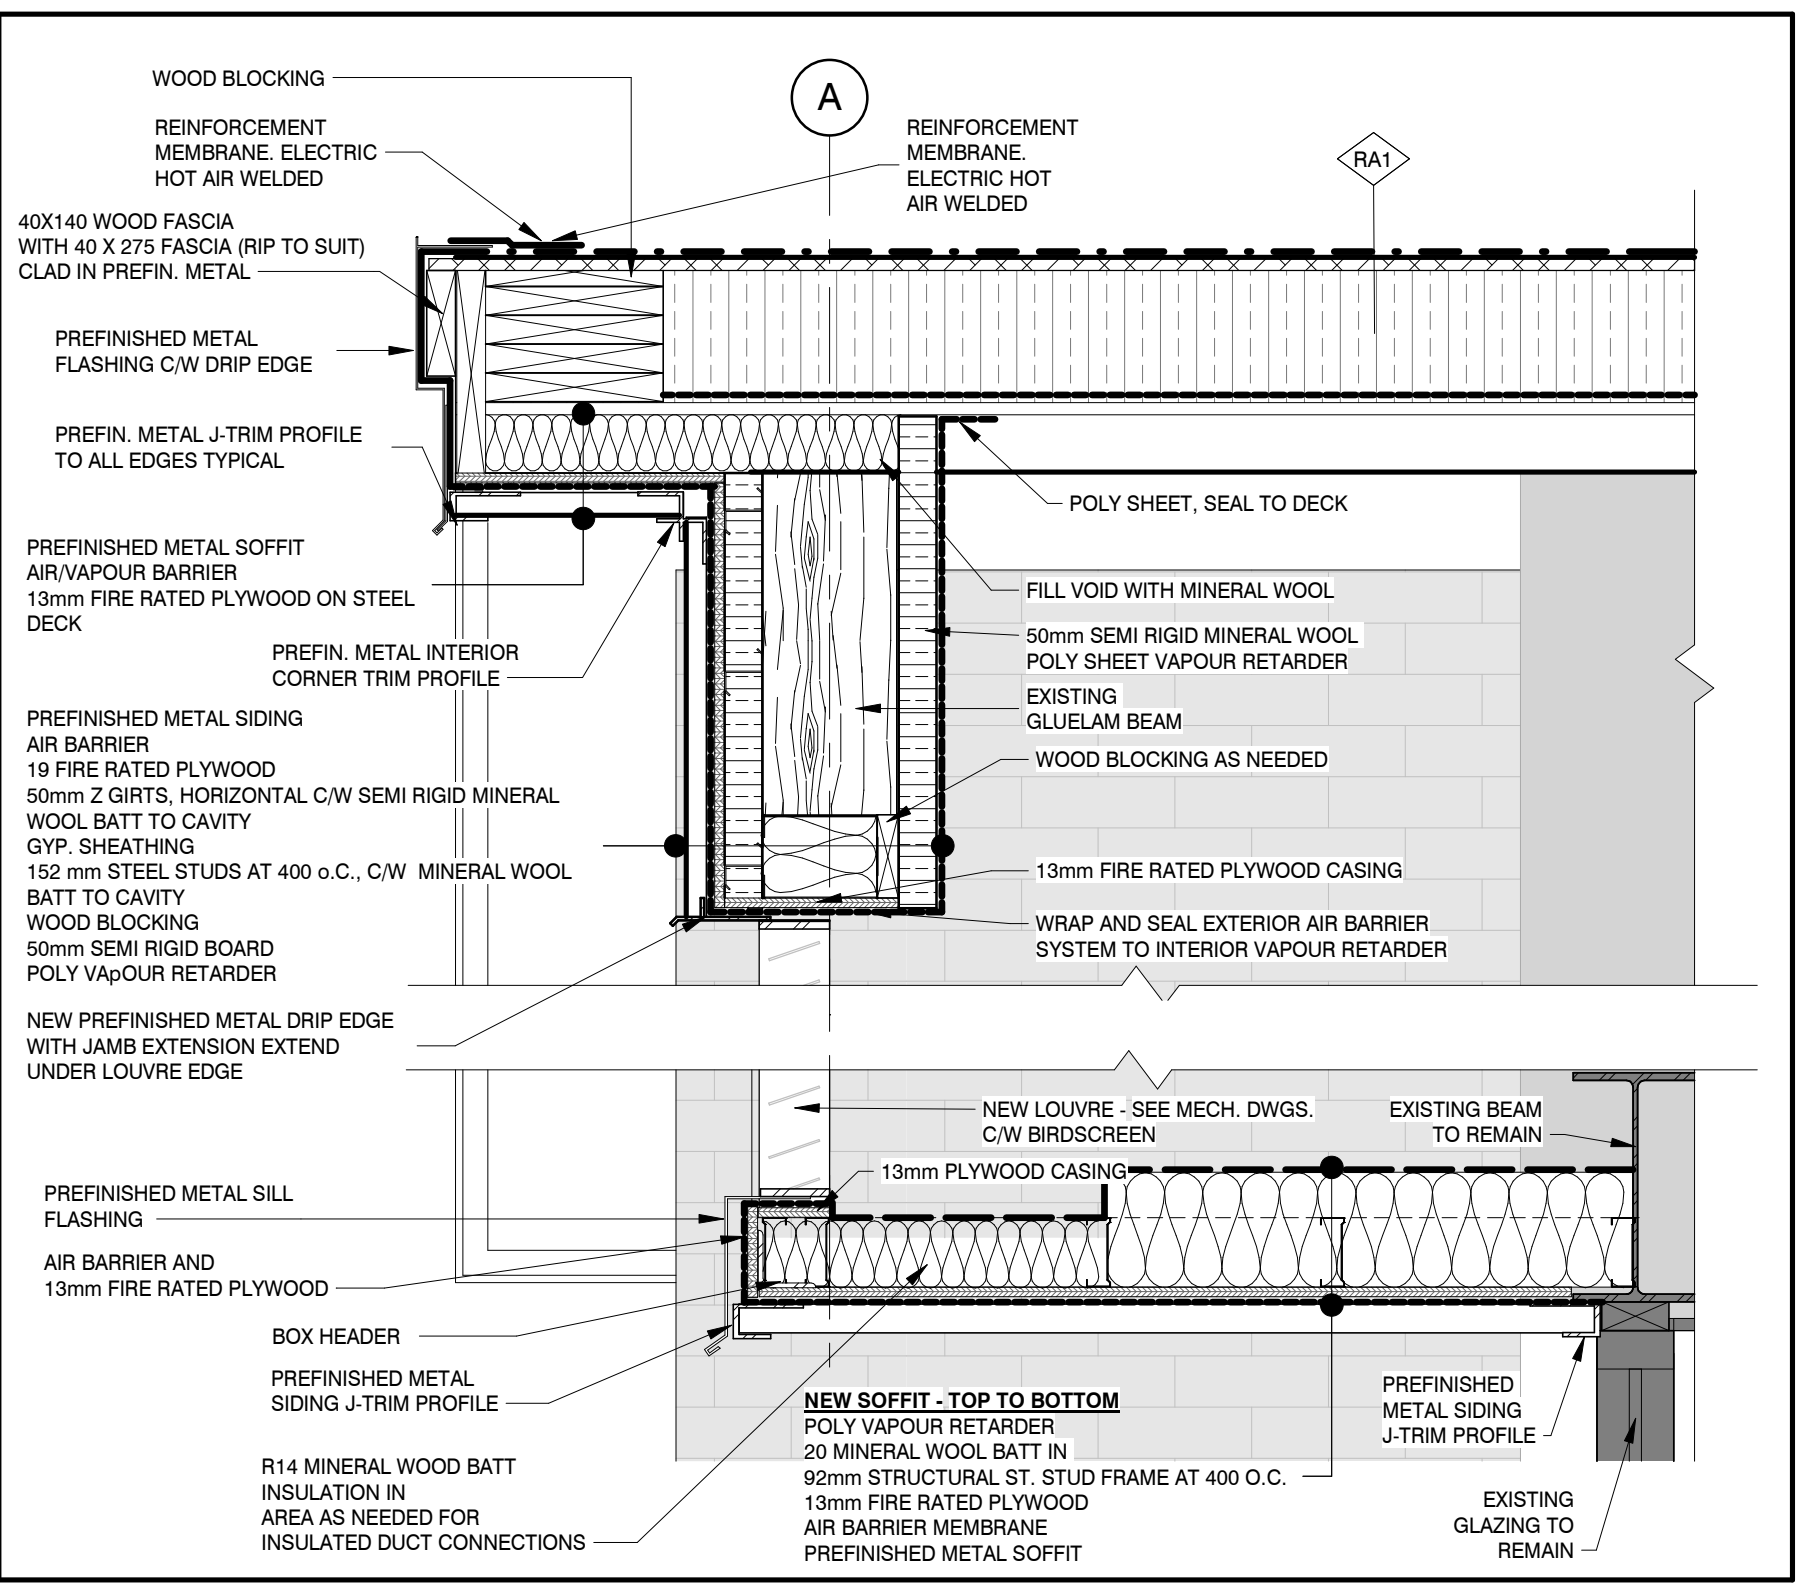 WOOD BLOCKING
A
REINFORCEMENT
MEMBRANE. ELECTRIC
HOT AIR WELDED
REINFORCEMENT
MEMBRANE.
ELECTRIC HOT
AIR WELDED
RA1
40X140 WOOD FASCIA
WITH 40 X 275 FASCIA (RIP TO SUIT)
CLAD IN PREFIN. METAL
PREFINISHED METAL
FLASHING C/W DRIP EDGE
PREFIN. METAL J-TRIM PROFILE
TO ALL EDGES TYPICAL
POLY SHEET, SEAL TO DECK
PREFINISHED METAL SOFFIT
AIR/VAPOUR BARRIER
13mm FIRE RATED PLYWOOD ON STEEL
DECK
FILL VOID WITH MINERAL WOOL
50mm SEMI RIGID MINERAL WOOL
POLY SHEET VAPOUR RETARDER
PREFIN. METAL INTERIOR
CORNER TRIM PROFILE
EXISTING
GLUELAM BEAM
WOOD BLOCKING AS NEEDED
PREFINISHED METAL SIDING
AIR BARRIER
19 FIRE RATED PLYWOOD
50mm Z GIRTS, HORIZONTAL C/W SEMI RIGID MINERAL
WOOL BATT TO CAVITY
GYP. SHEATHING
152 mm STEEL STUDS AT 400 o.C., C/W  MINERAL WOOL
BATT TO CAVITY
WOOD BLOCKING
50mm SEMI RIGID BOARD
POLY VApOUR RETARDER
13mm FIRE RATED PLYWOOD CASING
WRAP AND SEAL EXTERIOR AIR BARRIER
SYSTEM TO INTERIOR VAPOUR RETARDER
NEW PREFINISHED METAL DRIP EDGE
WITH JAMB EXTENSION EXTEND
UNDER LOUVRE EDGE
NEW LOUVRE - SEE MECH. DWGS.
C/W BIRDSCREEN
EXISTING BEAM
TO REMAIN
13mm PLYWOOD CASING
PREFINISHED METAL SILL
FLASHING
AIR BARRIER AND
13mm FIRE RATED PLYWOOD
BOX HEADER
PREFINISHED METAL
SIDING J-TRIM PROFILE
R14 MINERAL WOOD BATT
INSULATION IN
AREA AS NEEDED FOR
INSULATED DUCT CONNECTIONS
NEW SOFFIT - TOP TO BOTTOM
POLY VAPOUR RETARDER
20 MINERAL WOOL BATT IN
92mm STRUCTURAL ST. STUD FRAME AT 400 O.C.
13mm FIRE RATED PLYWOOD
AIR BARRIER MEMBRANE
PREFINISHED METAL SOFFIT
PREFINISHED
METAL SIDING
J-TRIM PROFILE
EXISTING
GLAZING TO
REMAIN